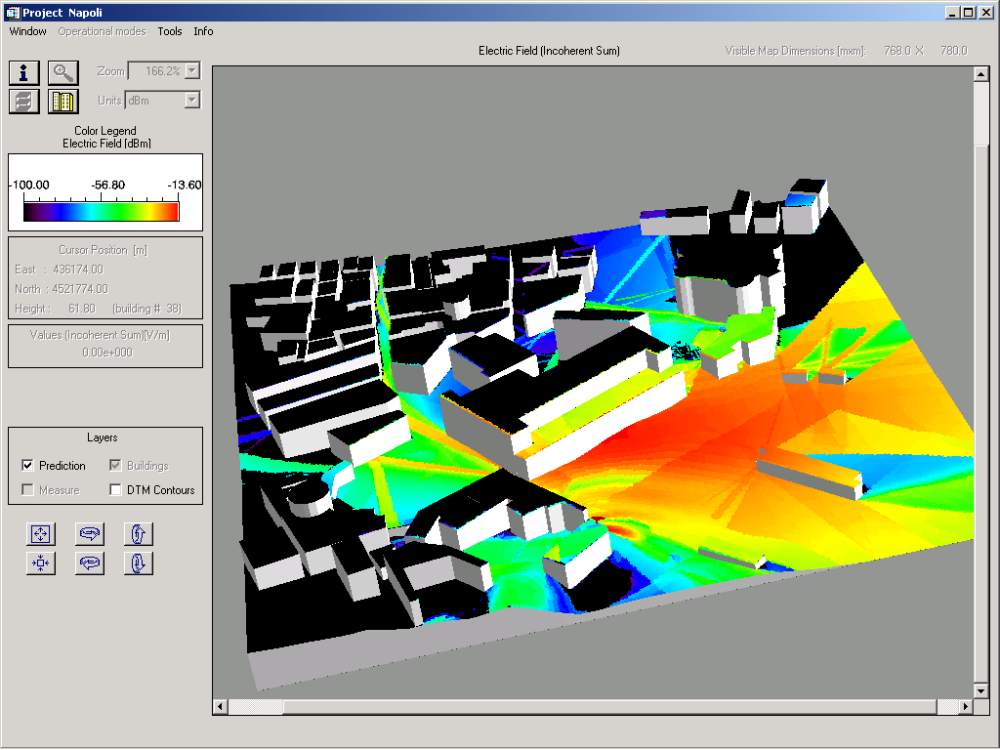 Project Napoli
Window Operational modes Tools Info
Electric Field (Incoherent Sum)
Visible Map Dimensions [mxm]: 768.0 X 780.0
Zoom 166.2%
Units dBm
Color Legend
Electric Field [dBm]
-100.00 -56.80 -13.60
Cursor Position [m]
East : 436174.00
North : 4521774.00
Height : 61.80 (building # 38)
Values (Incoherent Sum)[V/m]
0.00e+000
Layers
Prediction Buildings
Measure DTM Contours